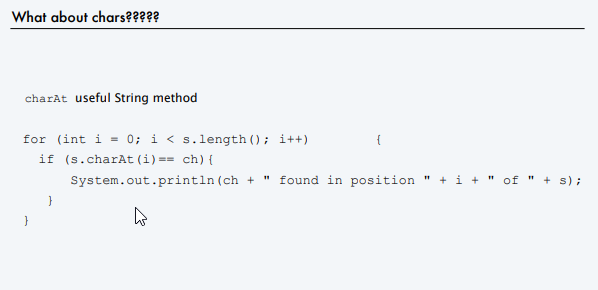 What about chars?????
charAt useful String method
for (int i = 0; i < s.length(); i++) {
if (s.charAt(i)== ch){
System.out.println(ch + " found in position " + i + " of " + s);
}
}